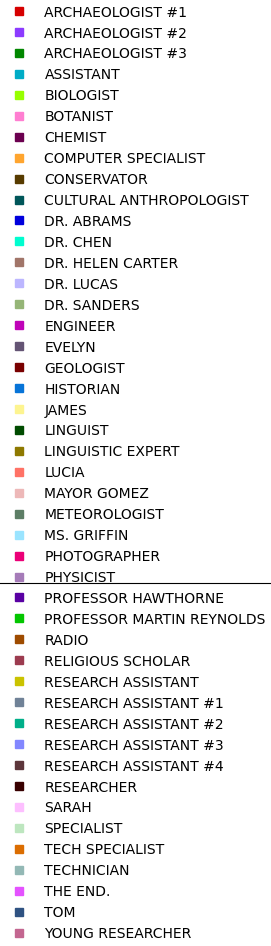 ARCHAEOLOGIST #1
ARCHAEOLOGIST #2
ARCHAEOLOGIST #3
ASSISTANT
BIOLOGIST
BOTANIST
CHEMIST
COMPUTER SPECIALIST
CONSERVATOR
CULTURAL ANTHROPOLOGIST
DR. ABRAMS
DR. CHEN
DR. HELEN CARTER
DR. LUCAS
DR. SANDERS
ENGINEER
EVELYN
GEOLOGIST
HISTORIAN
JAMES
LINGUIST
LINGUISTIC EXPERT
LUCIA
MAYOR GOMEZ
METEOROLOGIST
MS. GRIFFIN
PHOTOGRAPHER
PHYSICIST
PROFESSOR HAWTHORNE
PROFESSOR MARTIN REYNOLDS
RADIO
RELIGIOUS SCHOLAR
RESEARCH ASSISTANT
RESEARCH ASSISTANT #1
RESEARCH ASSISTANT #2
RESEARCH ASSISTANT #3
RESEARCH ASSISTANT #4
RESEARCHER
SARAH
SPECIALIST
TECH SPECIALIST
TECHNICIAN
THE END.
TOM
YOUNG RESEARCHER